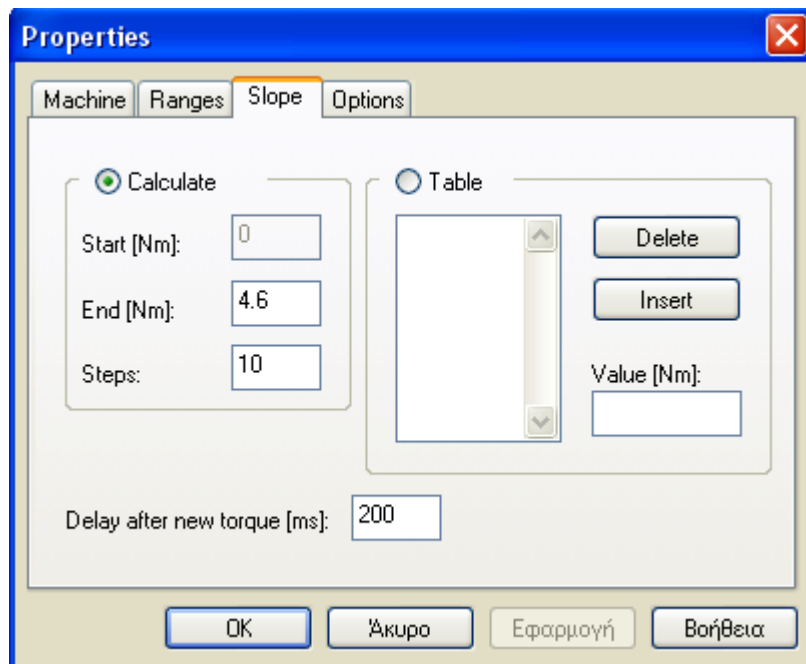 Properties
Machine Ranges Slope Options
Calculate
Start [Nm]: 0
End [Nm]: 4.6
Steps: 10
Table
Delete
Insert
Value [Nm]:
Delay after new torque [ms]: 200
OK Άκυρο Εφαρμογή Βοήθεια